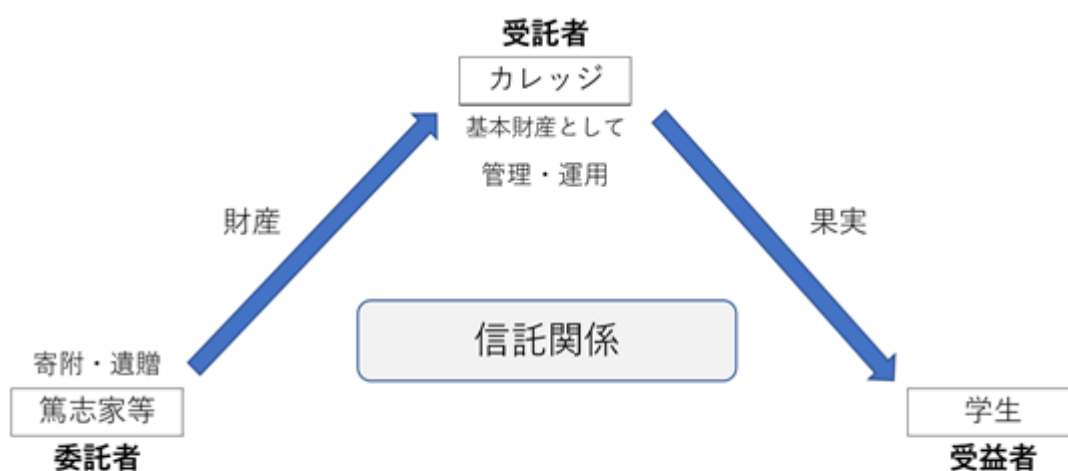 受託者
カレッジ
基本財産として
管理・運用
財産
果実
信託関係
寄附・遺贈
篤志家等
委託者
学生
受益者